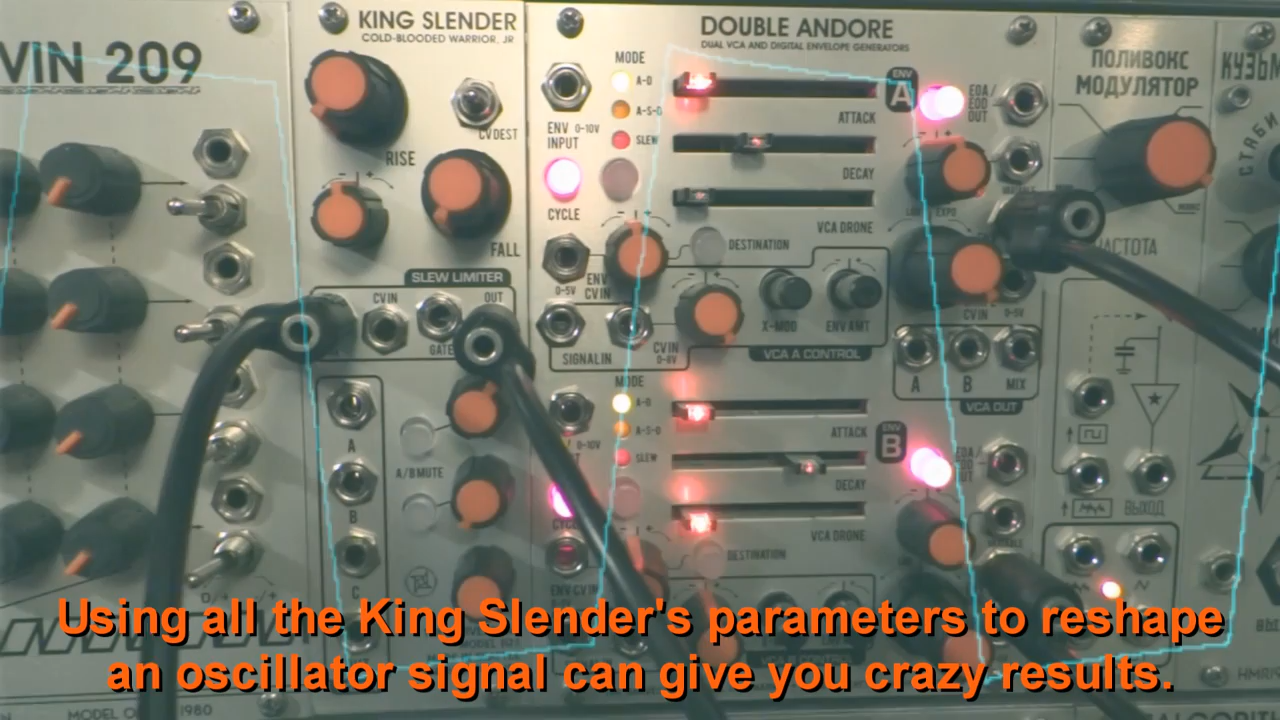 VIN 209
KING SLENDER
COLD-BLOODED WARRIOR, JR
CV DEST
RISE
FALL
SLEW LIMITER
CV IN
GATE
OUT
A
B
C
A/B MUTE
DOUBLE ANDORE
DUAL VCA AND DIGITAL ENVELOPE GENERATORS
MODE
A-D
A-S-D
SLEW
ENV
INPUT
0-10V
CYCLE
0-5V
ENV
CV IN
SIGNAL IN
CV IN
0-8V
ATTACK
DECAY
VCA DRONE
DESTINATION
X-MOD
ENV AMT
VCA A CONTROL
ENV
A
EOA/
EOD
OUT
EXPO
CV IN
0-5V
A
B
MIX
VCA OUT
MODE
A-D
A-S-D
SLEW
0-10V
ATTACK
DECAY
VCA DRONE
DESTINATION
ENV
B
ENV CV IN
ПОЛИВОКС
МОДУЛЯТОР
ВЫХОД
MODEL
1980
Using all the King Slender's parameters to reshape
an oscillator signal can give you crazy results.